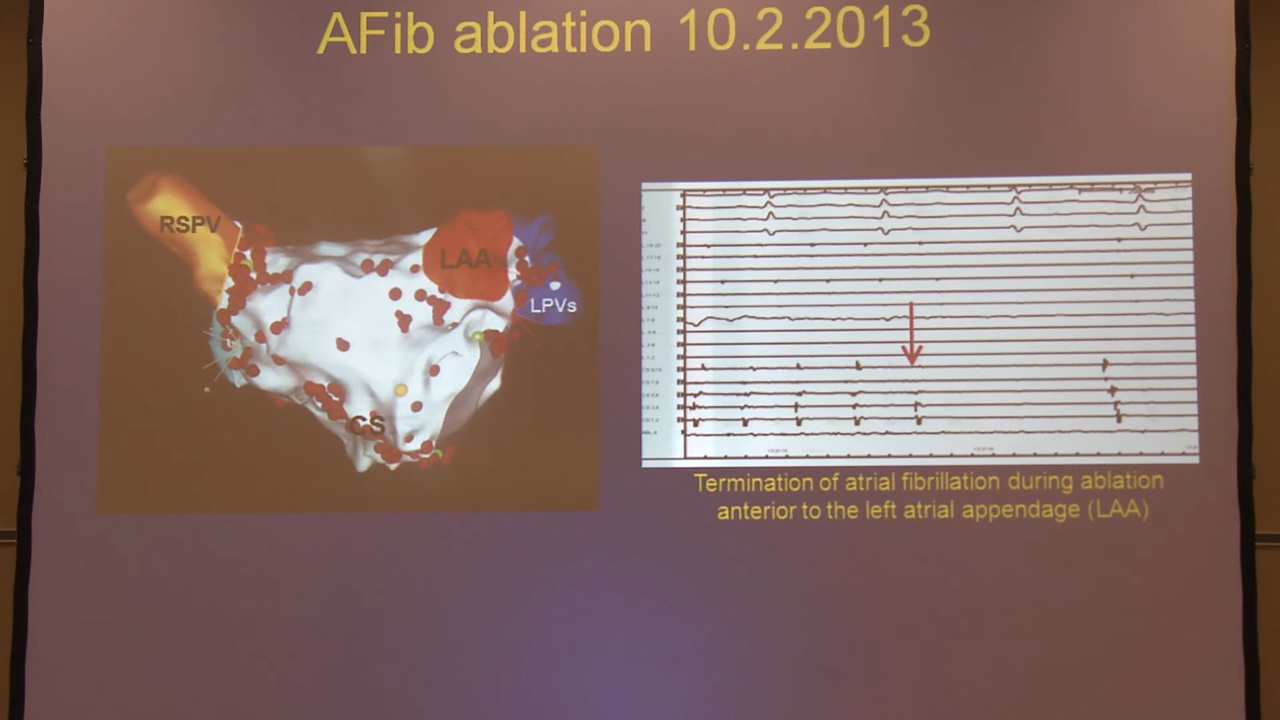 AFib ablation 10.2.2013
RSPV
LAA
LPVs
CS
Termination of atrial fibrillation during ablation
anterior to the left atrial appendage (LAA)